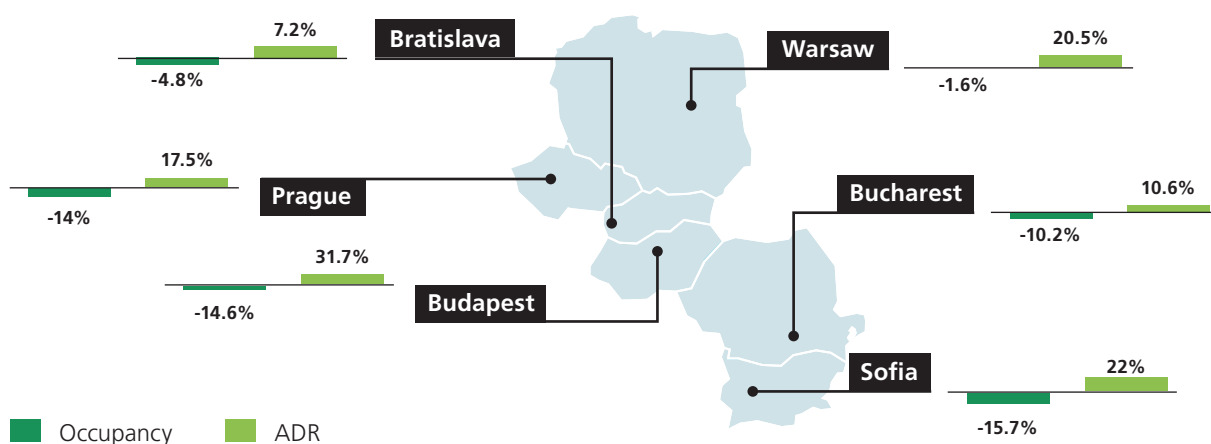 7.2%
Bratislava
-4.8%
Warsaw
20.5%
-1.6%
17.5%
Prague
-14%
Bucharest
10.6%
-10.2%
31.7%
Budapest
-14.6%
Sofia
22%
-15.7%
Occupancy
ADR